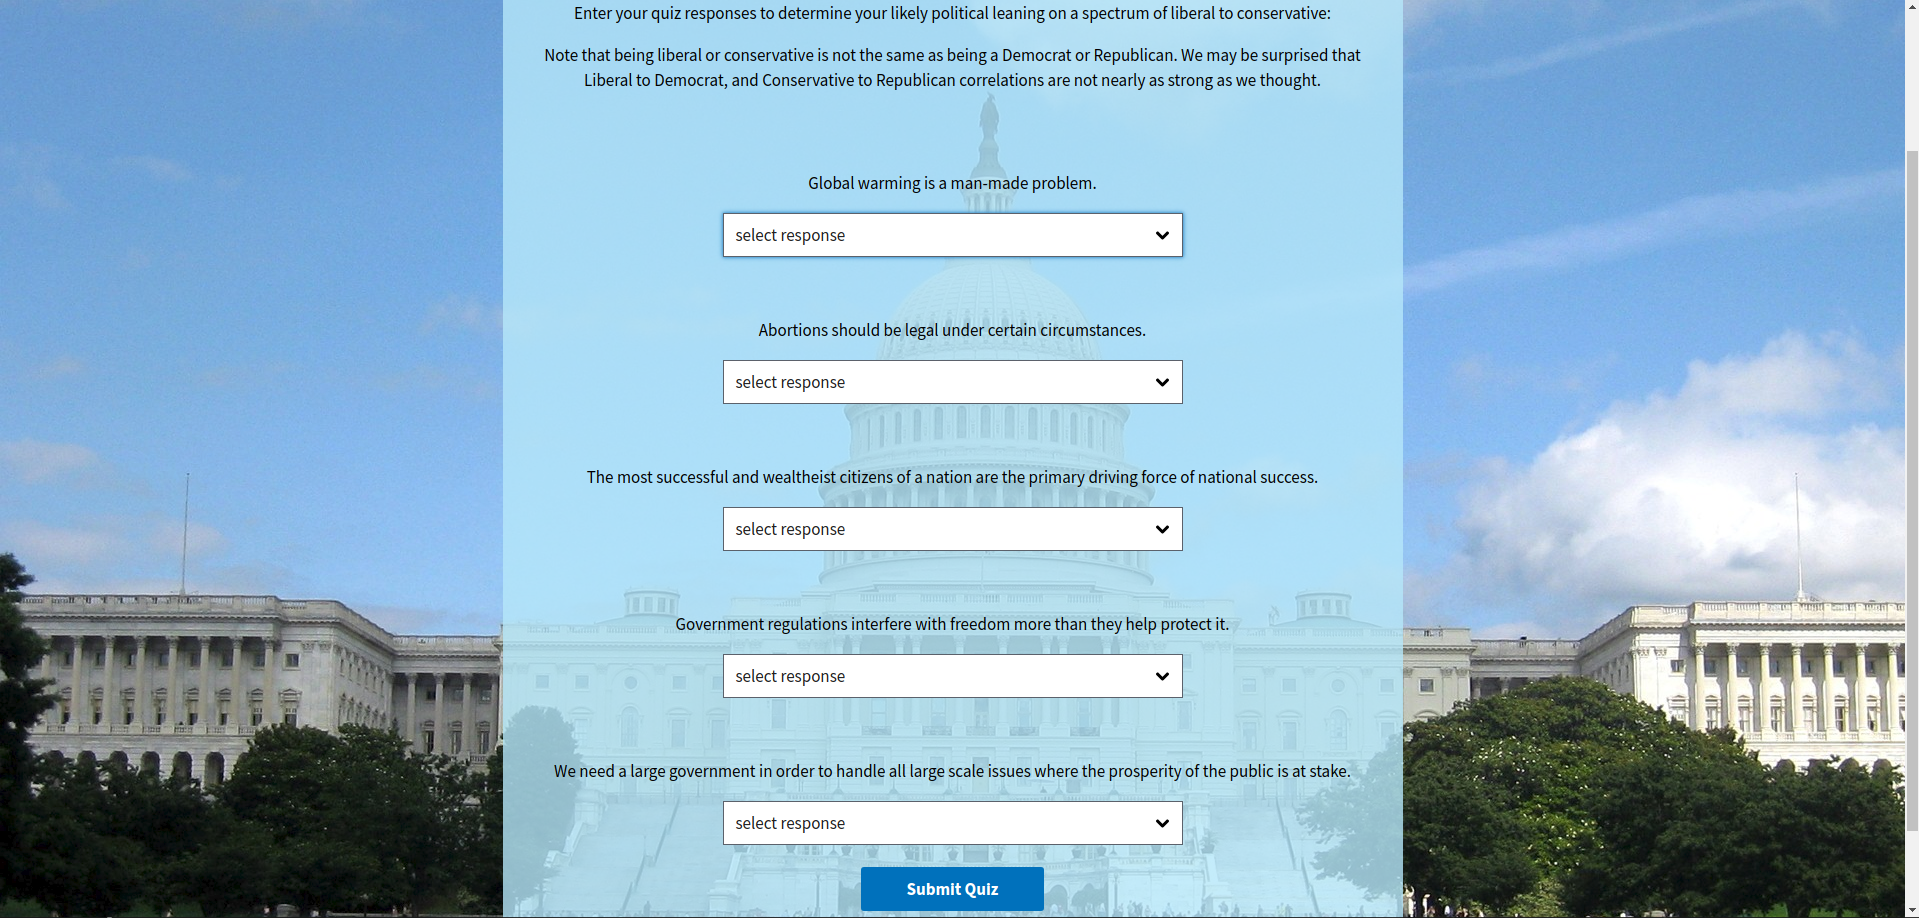 Enter your quiz responses to determine your likely political leaning on a spectrum of liberal to conservative:
Note that being liberal or conservative is not the same as being a Democrat or Republican. We may be surprised that
Liberal to Democrat, and Conservative to Republican correlations are not nearly as strong as we thought.
Global warming is a man-made problem.
select response
Abortions should be legal under certain circumstances.
select response
The most successful and wealtheist citizens of a nation are the primary driving force of national success.
select response
Government regulations interfere with freedom more than they help protect it.
select response
We need a large government in order to handle all large scale issues where the prosperity of the public is at stake.
select response
Submit Quiz